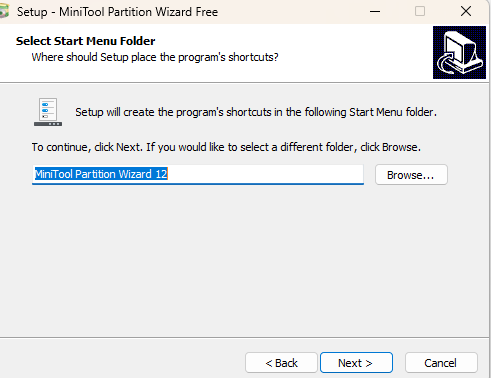 Setup - MiniTool Partition Wizard Free
Select Start Menu Folder
Where should Setup place the program's shortcuts?
Setup will create the program's shortcuts in the following Start Menu folder.
To continue, click Next. If you would like to select a different folder, click Browse.
MiniTool Partition Wizard 12
Browse...
< Back
Next >
Cancel